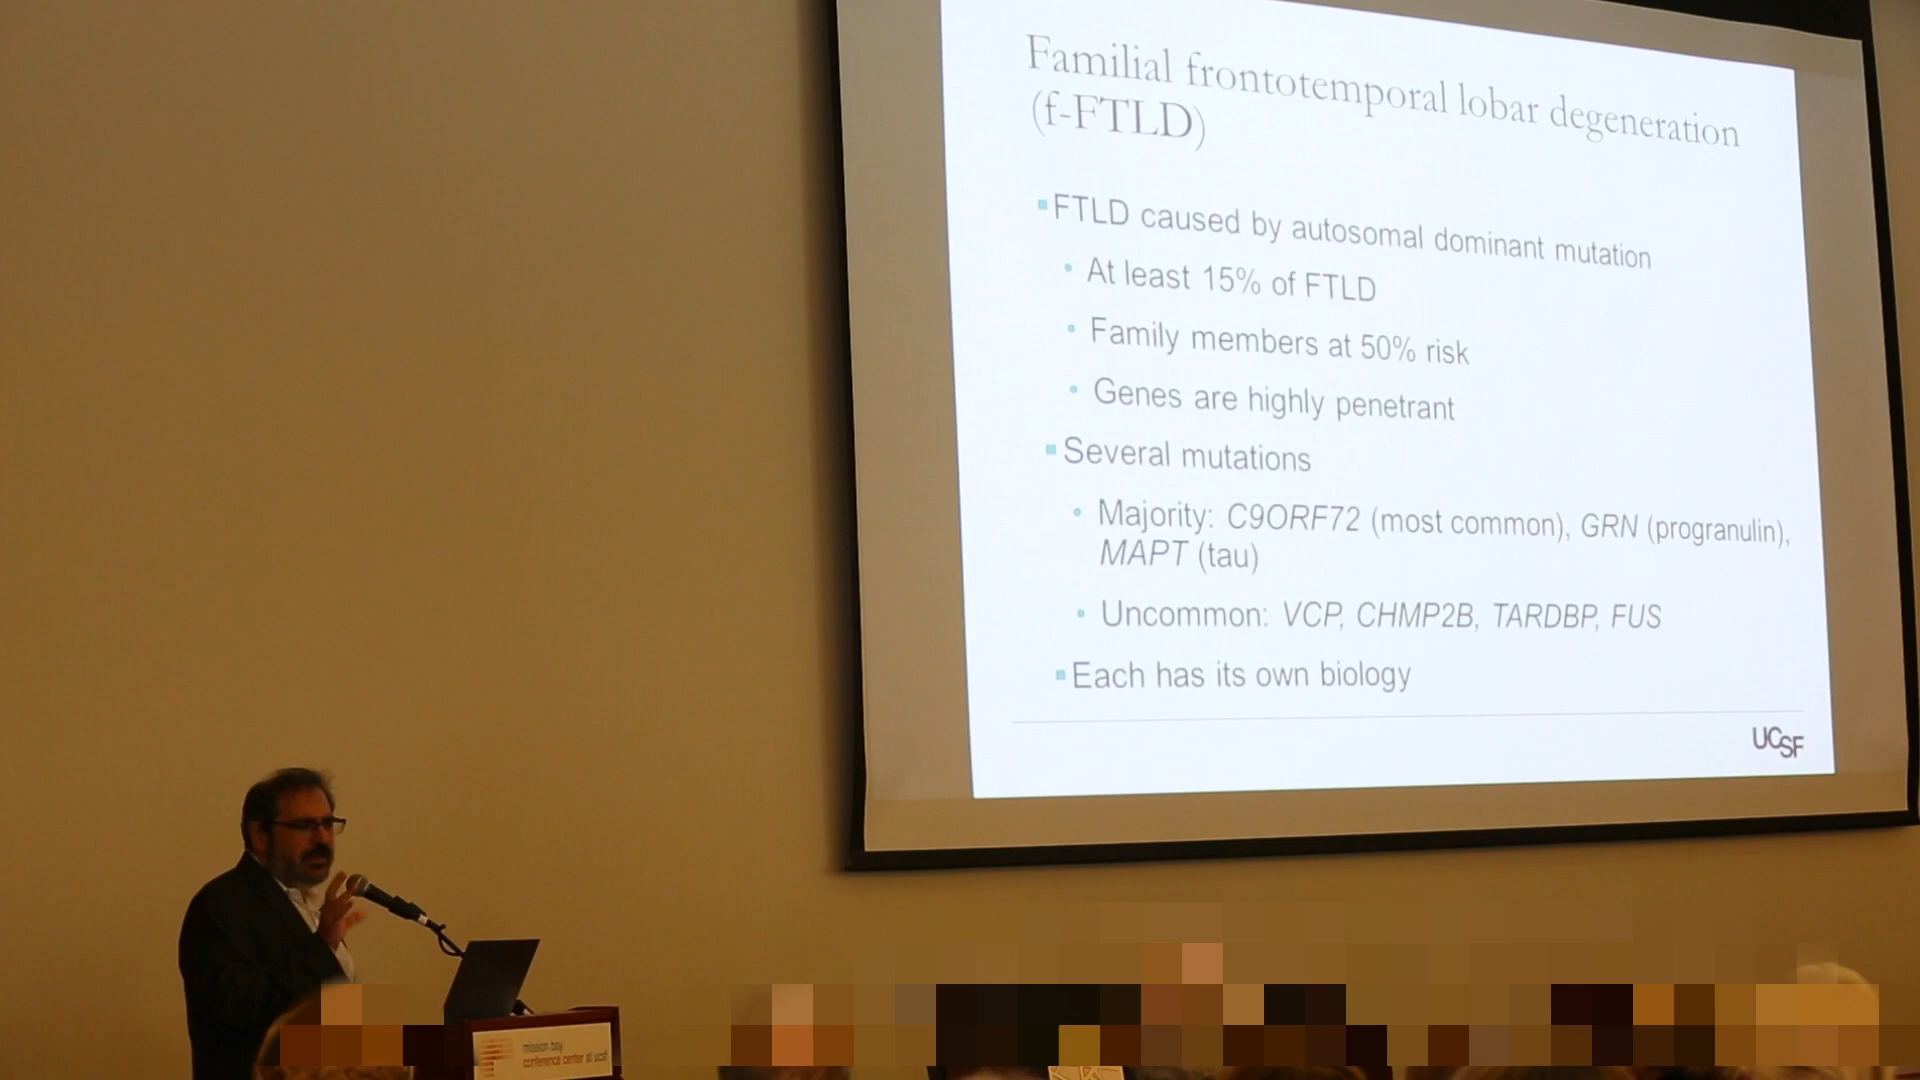 Familial frontotemporal lobar degeneration
(f-FTLD)
FTLD caused by autosomal dominant mutation
At least 15% of FTLD
Family members at 50% risk
Genes are highly penetrant
Several mutations
Majority: C9ORF72 (most common), GRN (progranulin),
MAPT (tau)
Uncommon: VCP, CHMP2B, TARDBP, FUS
Each has its own biology
UCSF
mission bay
conference center at ucsf